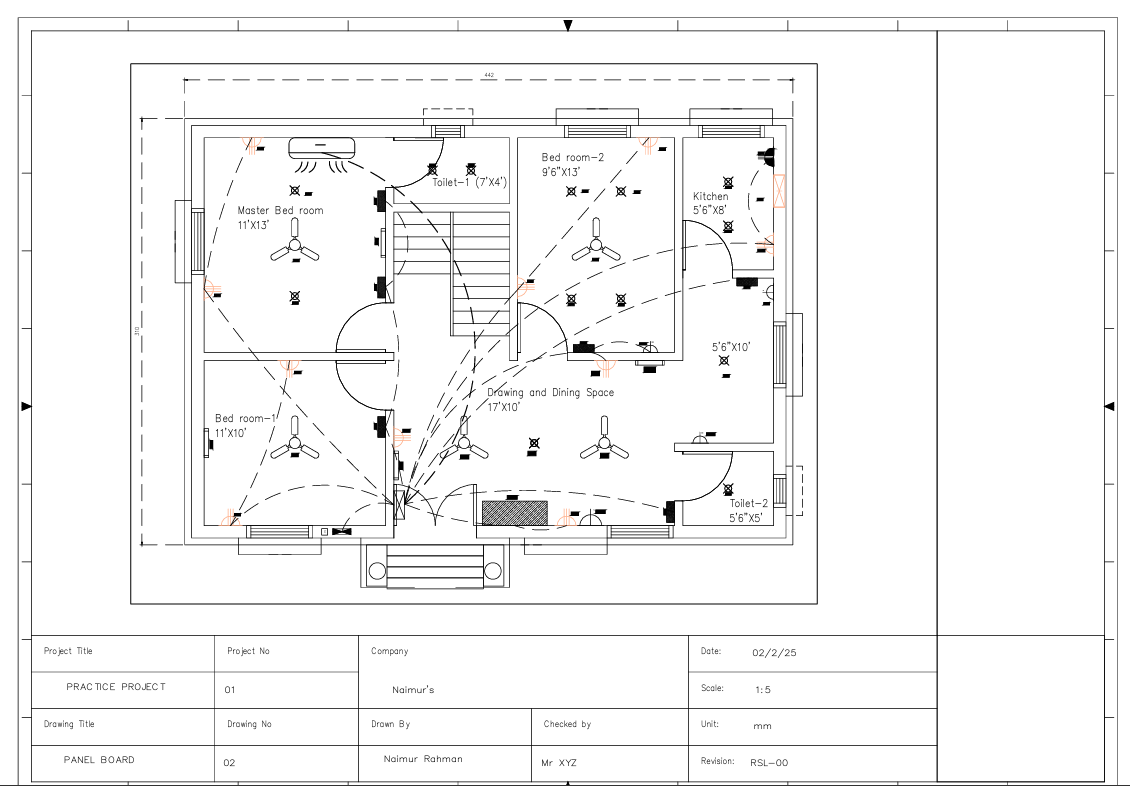 442
310
Bed room-2
9'6"X13'
Toilet-1 (7'X4')
Kitchen
5'6"X8'
Master Bed room
11'X13'
5'6"X10'
Drawing and Dining Space
17'X10'
Bed room-1
11'X10'
Toilet-2
5'6"X5'
Project Title
Project No
Company
Date: 02/2/25
PRACTICE PROJECT
01
Naimur's
Scale: 1:5
Drawing Title
Drawing No
Drawn By
Checked by
Unit: mm
PANEL BOARD
02
Naimur Rahman
Mr XYZ
Revision: RSL-00